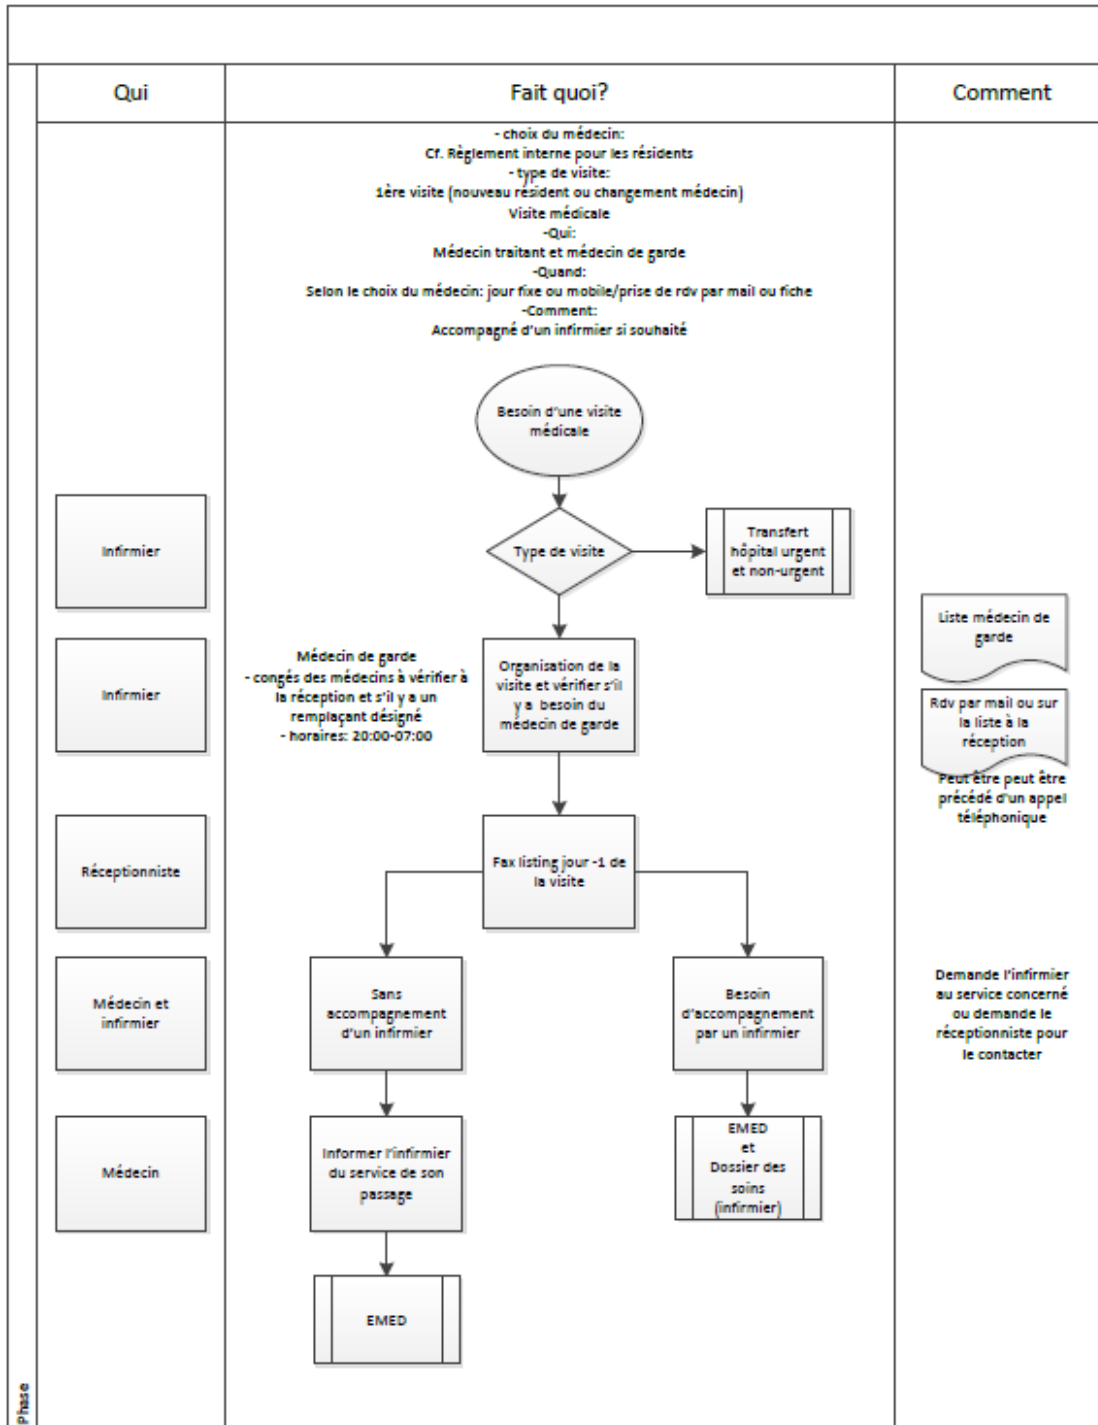 Qui
Fait quoi?
Comment
- choix du médecin:
Cf. Règlement interne pour les résidents
- type de visite:
1ère visite (nouveau résident ou changement médecin)
Visite médicale
-Qui:
Médecin traitant et médecin de garde
-Quand:
Selon le choix du médecin: jour fixe ou mobile/prise de rdv par mail ou fiche
-Comment:
Accompagné d'un infirmier si souhaité
Besoin d'une visite
médicale
Infirmier
Type de visite
Transfert
hôpital urgent
et non-urgent
Liste médecin de
garde
Infirmier
Médecin de garde
- congés des médecins à vérifier à
la réception et s'il y a un
remplaçant désigné
- horaires: 20:00-07:00
Organisation de la
visite et vérifier s'il
y a besoin du
médecin de garde
Rdv par mail ou sur
la liste à la
réception
Peut être peut être
précédé d'un appel
téléphonique
Réceptionniste
Fax listing jour -1 de
la visite
Médecin et
infirmier
Sans
accompagnement
d'un infirmier
Besoin
d'accompagnement
par un infirmier
Demande l'infirmier
au service concerné
ou demande le
réceptionniste pour
le contacter
Médecin
Informer l'infirmier
du service de son
passage
EMED
et
Dossier des
soins
(infirmier)
EMED
Phase